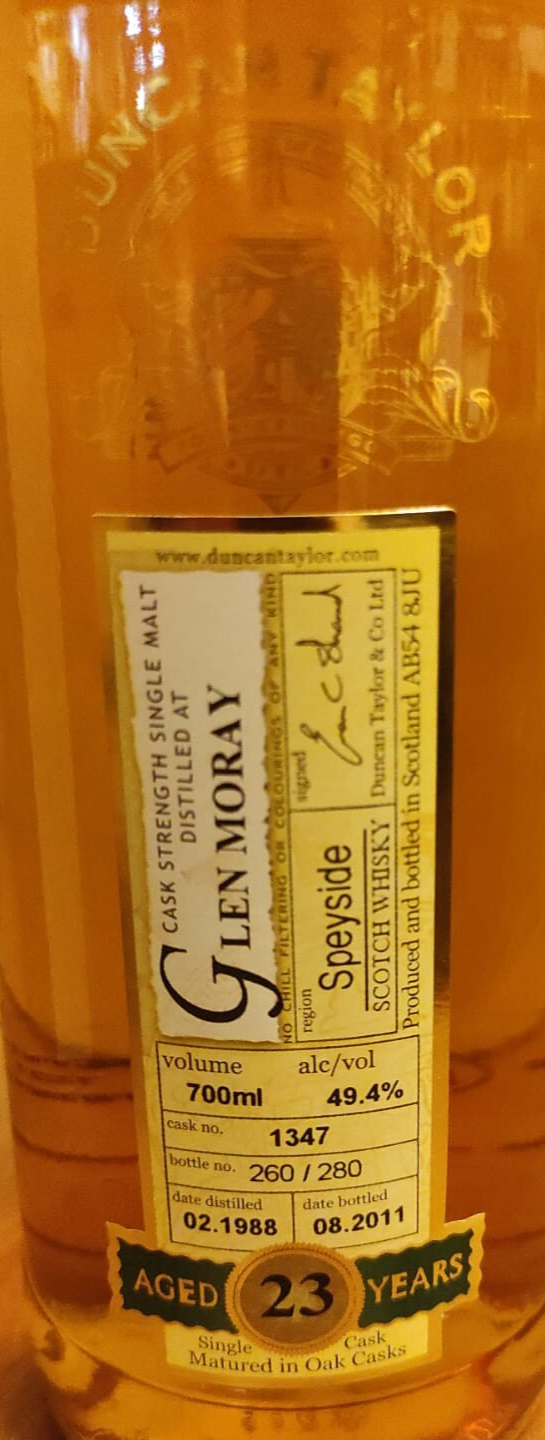 DUNCAN TAYLOR
www.duncantaylor.com
CASK STRENGTH SINGLE MALT
DISTILLED AT
GLEN MORAY
NO CHILL FILTERING OR COLOURINGS OF ANY KIND
region
Speyside
SCOTCH WHISKY
signed
Duncan Taylor & Co Ltd
Produced and bottled in Scotland AB54 8JU
volume alc/vol
700ml 49.4%
cask no. 1347
bottle no. 260 / 280
date distilled date bottled
02.1988 08.2011
AGED 23 YEARS
Single Cask
Matured in Oak Casks